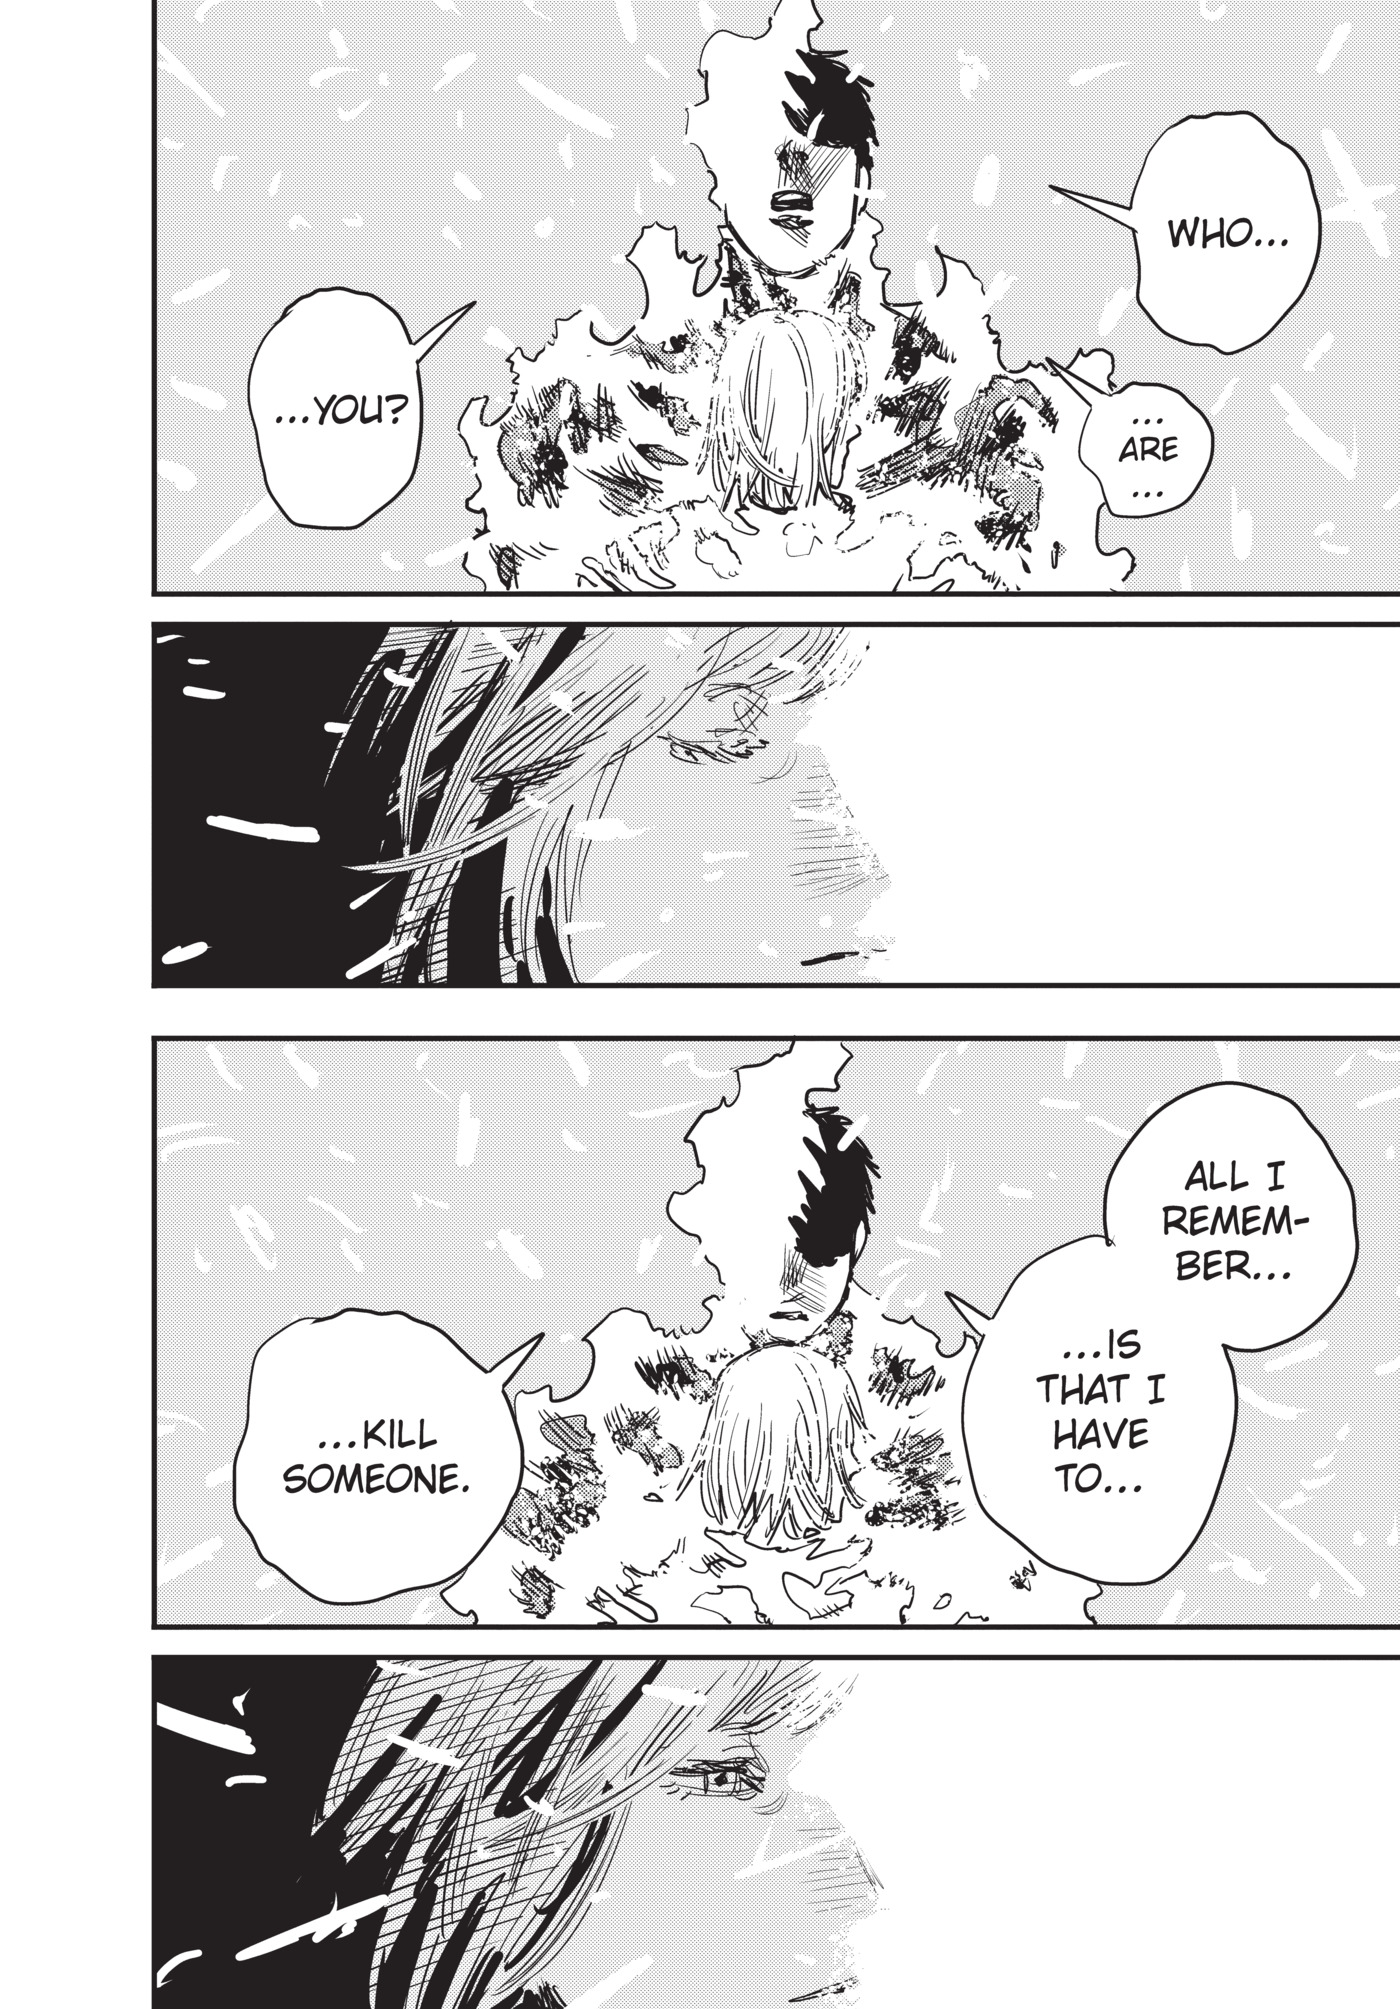 WHO...
...
ARE
...
...YOU?
ALL I
REMEM-
BER...
...IS
THAT I
HAVE
TO...
...KILL
SOMEONE.